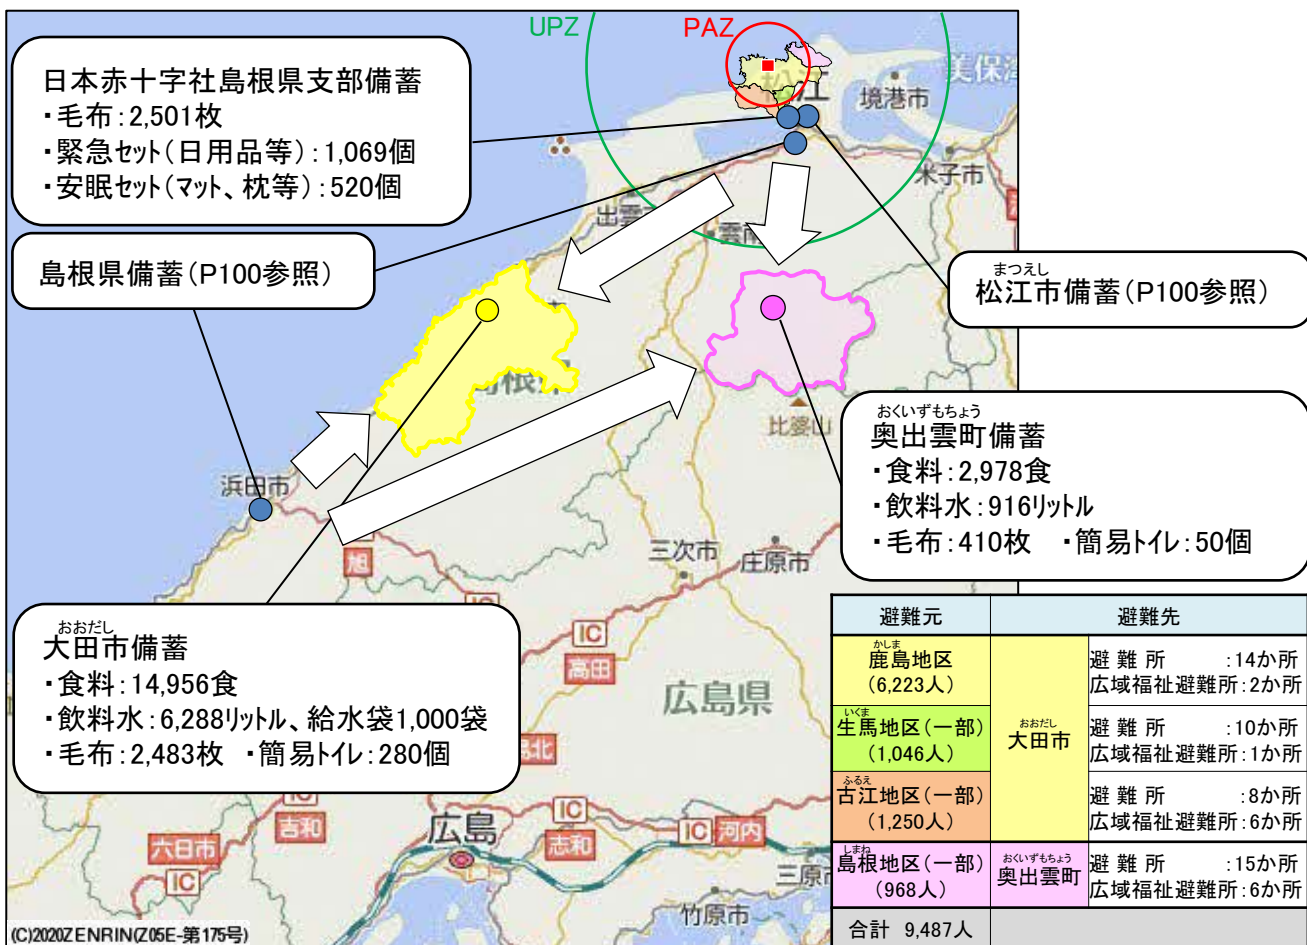 UPZ
PAZ
日本赤十字社島根県支部備蓄
・毛布:2,501枚
・緊急セット(日用品等):1,069個
・安眠セット(マット、枕等):520個
松江
境港市
米子市
島根県備蓄(P100参照)
まつえし
松江市備蓄(P100参照)
比婆山
おくいずもちょう
奥出雲町備蓄
・食料:2,978食
・飲料水:916リットル
・毛布:410枚 ・簡易トイレ:50個
浜田市
旭
三次市
庄原市
おおだし
大田市備蓄
・食料:14,956食
・飲料水:6,288リットル、給水袋1,000袋
・毛布:2,483枚 ・簡易トイレ:280個
IC
IC
高田
広島県
避難元 避難先
かしま
鹿島地区
(6,223人)
避難所 :14か所
広域福祉避難所:2か所
いくま
生馬地区(一部)
(1,046人)
おおだし
大田市
避難所 :10か所
広域福祉避難所:1か所
ふるえ
古江地区(一部)
(1,250人)
避難所 :8か所
広域福祉避難所:6か所
しまね
島根地区(一部)
(968人)
おくいずもちょう
奥出雲町
避難所 :15か所
広域福祉避難所:6か所
合計 9,487人
IC
吉和
六日市
IC
広島
IC
志和
IC
河内
竹原市
(C)2020ZENRIN(Z05E-第175号)